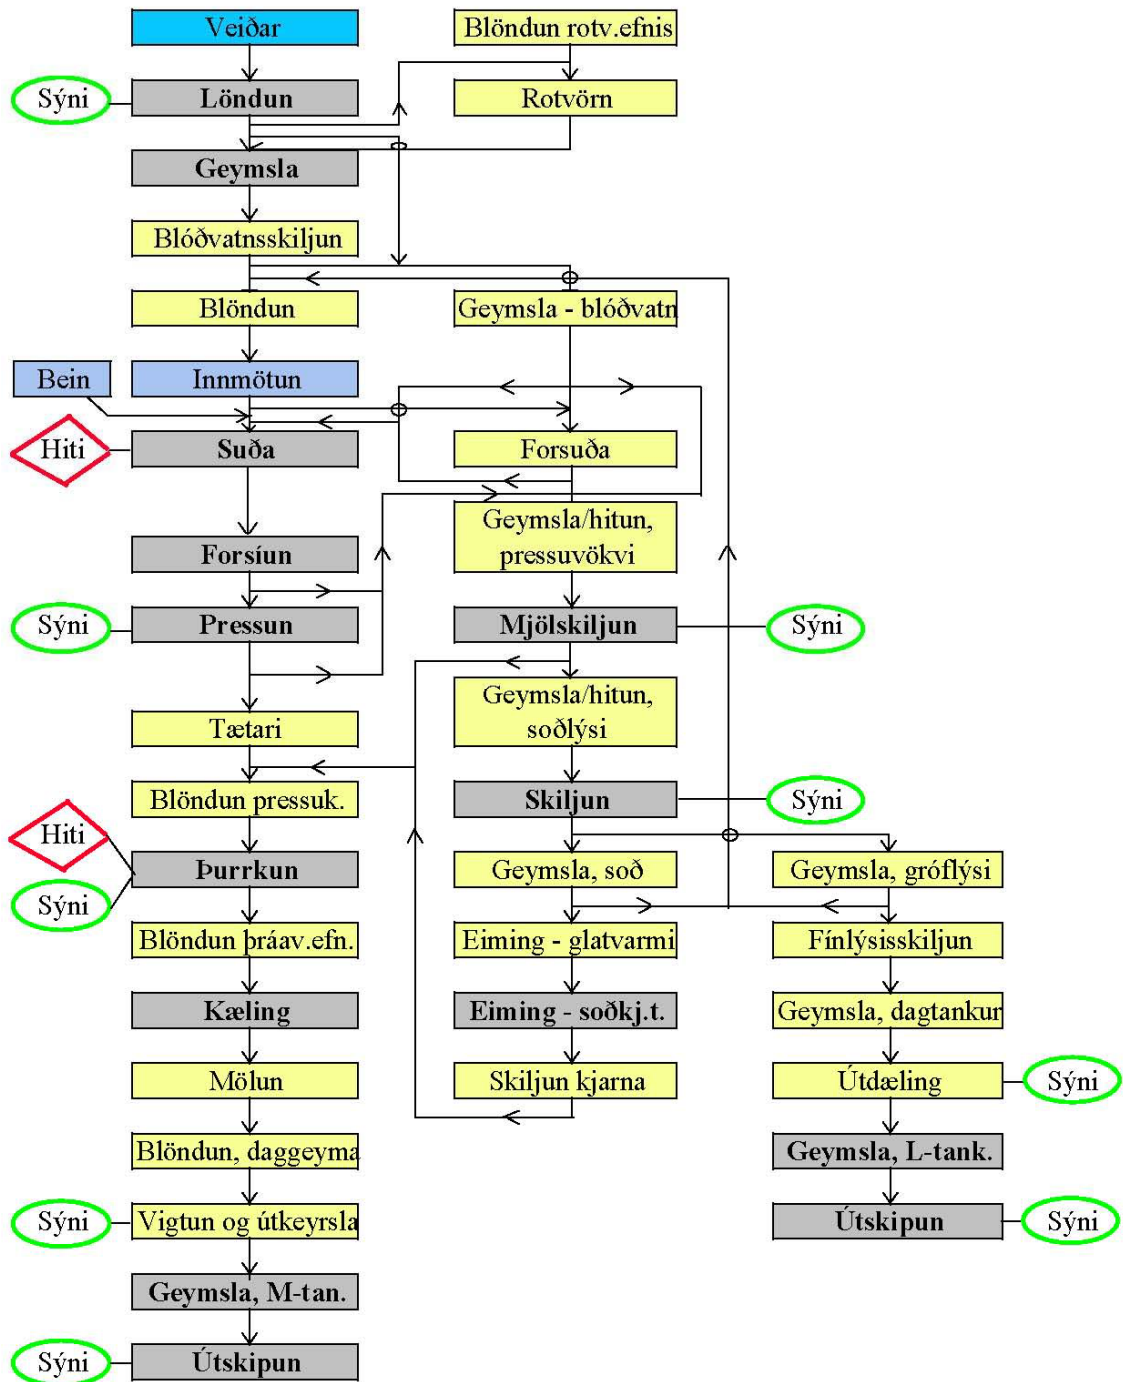 Veiðar
Blöndun rotv.efnis
Sýni
Löndun
Rotvörn
Geymsla
Blóðvatnsskiljun
Blöndun
Geymsla - blóðvatn
Bein
Innmötun
Hiti
Suða
Forsuða
Geymsla/hitun,
pressuvökvi
Forsíun
Sýni
Pressun
Mjölskiljun
Sýni
Geymsla/hitun,
soðlýsi
Tætari
Blöndun pressuk.
Skiljun
Sýni
Hiti
Þurrkun
Sýni
Geymsla, soð
Geymsla, gróflýsi
Blöndun þráav.efn.
Eiming - glatvarmi
Fínlýsisskiljun
Kæling
Eiming - soðkj.t.
Geymsla, dagtankur
Mölun
Skiljun kjarna
Útdæling
Sýni
Blöndun, daggeyma
Geymsla, L-tank.
Sýni
Vigtun og útkeyrsla
Útskipun
Sýni
Geymsla, M-tan.
Sýni
Útskipun